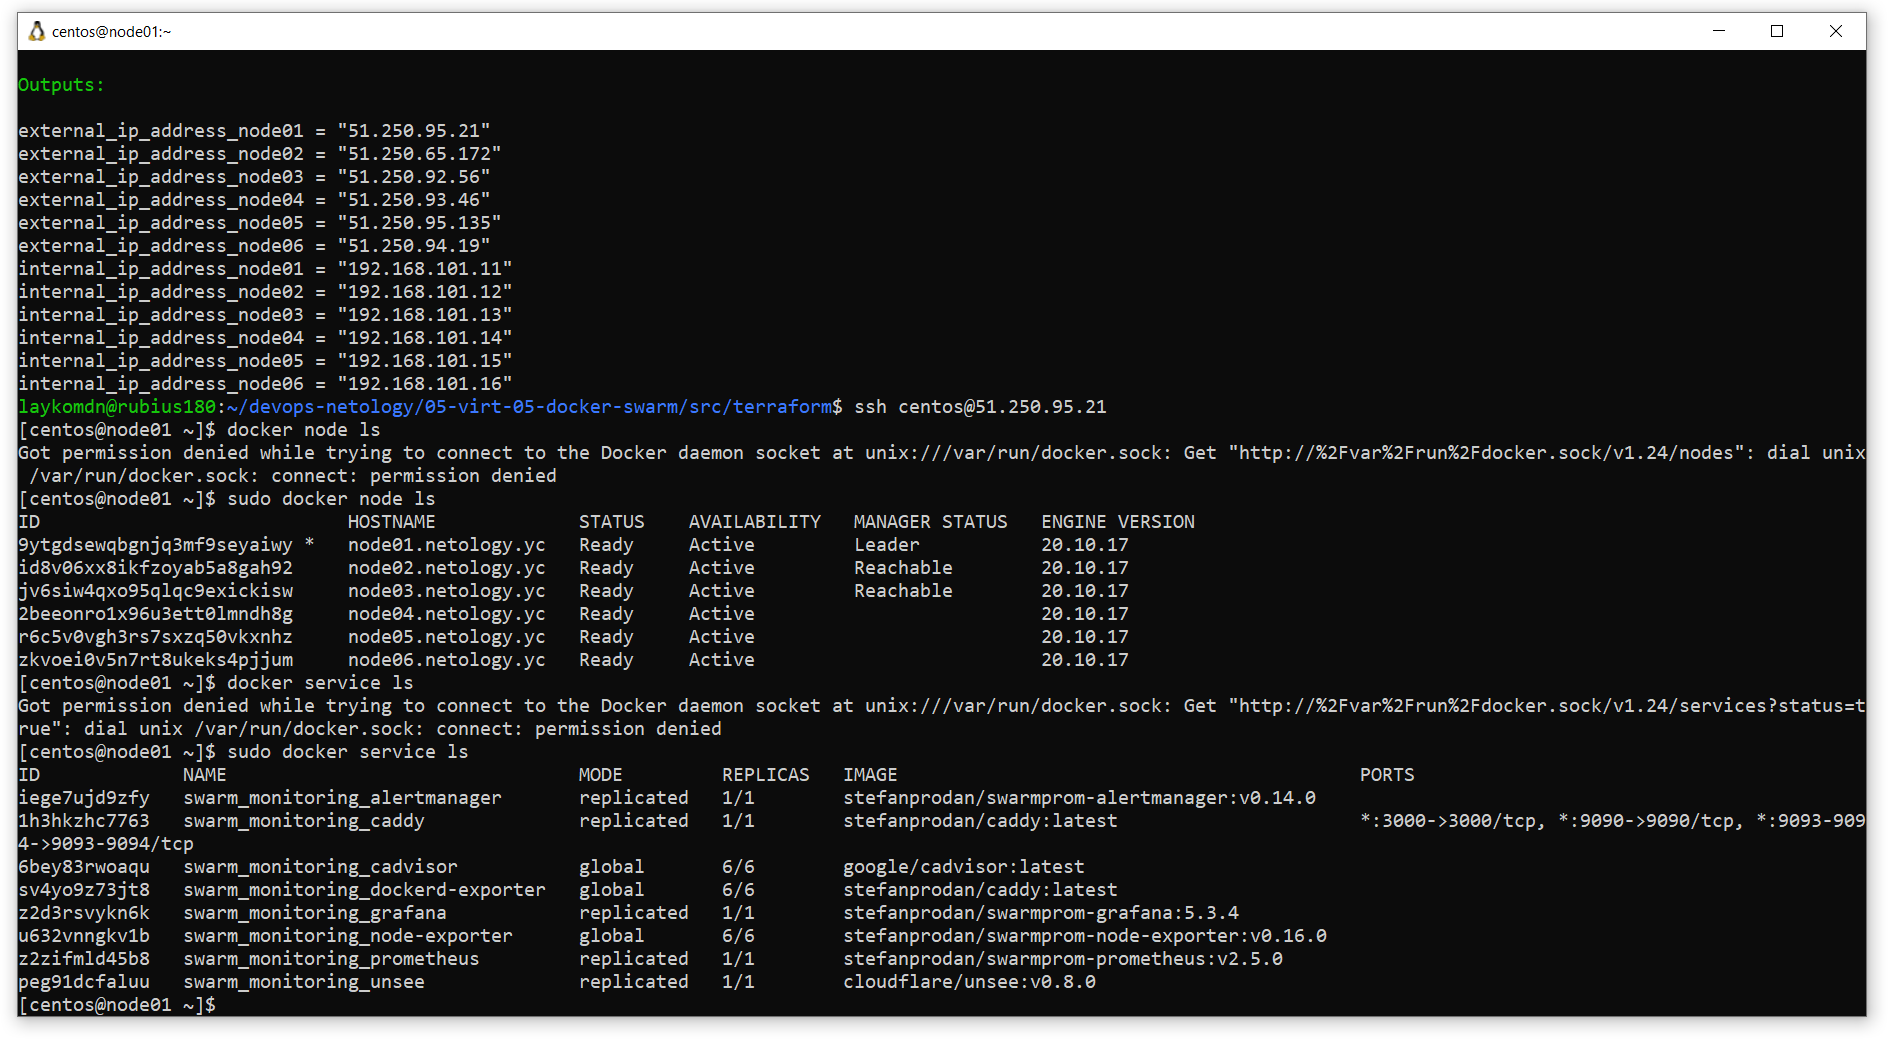 centos@node01:~
Outputs:
external_ip_address_node01 = "51.250.95.21"
external_ip_address_node02 = "51.250.65.172"
external_ip_address_node03 = "51.250.92.56"
external_ip_address_node04 = "51.250.93.46"
external_ip_address_node05 = "51.250.95.135"
external_ip_address_node06 = "51.250.94.19"
internal_ip_address_node01 = "192.168.101.11"
internal_ip_address_node02 = "192.168.101.12"
internal_ip_address_node03 = "192.168.101.13"
internal_ip_address_node04 = "192.168.101.14"
internal_ip_address_node05 = "192.168.101.15"
internal_ip_address_node06 = "192.168.101.16"
laykomdn@rubius180:~/devops-netology/05-virt-05-docker-swarm/src/terraform$ ssh centos@51.250.95.21
[centos@node01 ~]$ docker node ls
Got permission denied while trying to connect to the Docker daemon socket at unix:///var/run/docker.sock: Get "http://%2Fvar%2Frun%2Fdocker.sock/v1.24/nodes": dial unix
 /var/run/docker.sock: connect: permission denied
[centos@node01 ~]$ sudo docker node ls
ID                            HOSTNAME             STATUS    AVAILABILITY   MANAGER STATUS   ENGINE VERSION
9ytgdsewqbgnjq3mf9seyaiwy *   node01.netology.yc   Ready     Active         Leader           20.10.17
id8v06xx8ikfzoyab5a8gah92     node02.netology.yc   Ready     Active         Reachable        20.10.17
jv6siw4qxo95qlqc9exickisw     node03.netology.yc   Ready     Active         Reachable        20.10.17
2beeonro1x96u3ett0lmndh8g     node04.netology.yc   Ready     Active                          20.10.17
r6c5v0vgh3rs7sxzq50vkxnhz     node05.netology.yc   Ready     Active                          20.10.17
zkvoei0v5n7rt8ukeks4pjjum     node06.netology.yc   Ready     Active                          20.10.17
[centos@node01 ~]$ docker service ls
Got permission denied while trying to connect to the Docker daemon socket at unix:///var/run/docker.sock: Get "http://%2Fvar%2Frun%2Fdocker.sock/v1.24/services?status=t
rue": dial unix /var/run/docker.sock: connect: permission denied
[centos@node01 ~]$ sudo docker service ls
ID             NAME                                MODE         REPLICAS   IMAGE                                          PORTS
iege7ujd9zfy   swarm_monitoring_alertmanager       replicated   1/1        stefanprodan/swarmprom-alertmanager:v0.14.0
1h3hkzhc7763   swarm_monitoring_caddy              replicated   1/1        stefanprodan/caddy:latest                      *:3000->3000/tcp, *:9090->9090/tcp, *:9093-909
4->9093-9094/tcp
6bey83rwoaqu   swarm_monitoring_cadvisor           global       6/6        google/cadvisor:latest
sv4yo9z73jt8   swarm_monitoring_dockerd-exporter   global       6/6        stefanprodan/caddy:latest
z2d3rsvykn6k   swarm_monitoring_grafana            replicated   1/1        stefanprodan/swarmprom-grafana:5.3.4
u632vnngkv1b   swarm_monitoring_node-exporter      global       6/6        stefanprodan/swarmprom-node-exporter:v0.16.0
z2zifmld45b8   swarm_monitoring_prometheus         replicated   1/1        stefanprodan/swarmprom-prometheus:v2.5.0
peg91dcfaluu   swarm_monitoring_unsee              replicated   1/1        cloudflare/unsee:v0.8.0
[centos@node01 ~]$